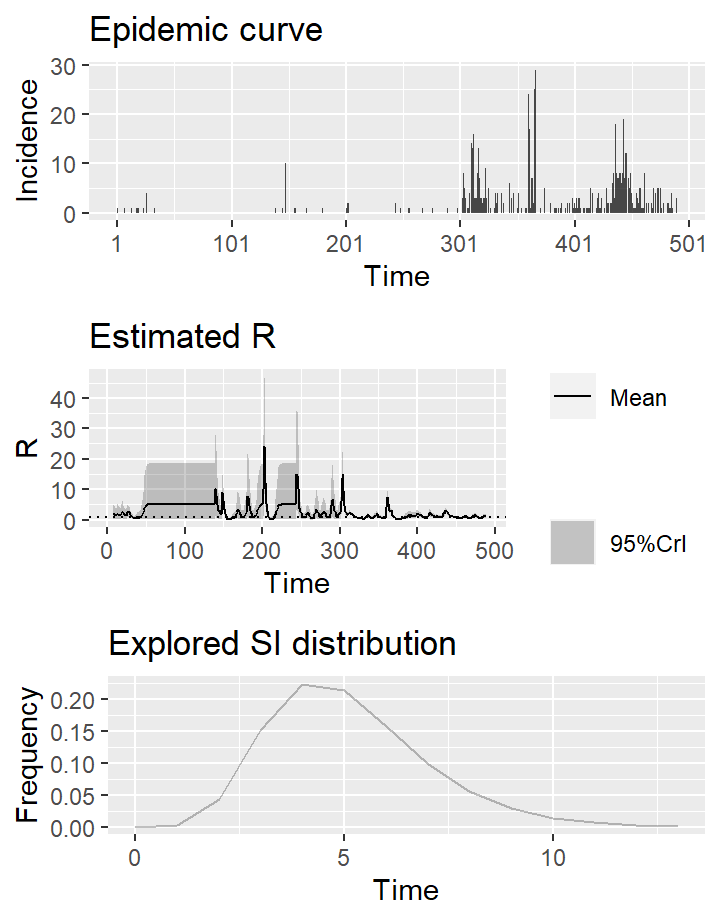 Epidemic curve
30
20
10
0
Incidence
1 101 201 301 401 501
Time
Estimated R
40
30
20
10
0
R
0 100 200 300 400 500
Time
Mean
95%CrI
Explored SI distribution
0.20
0.15
0.10
0.05
0.00
Frequency
0 5 10
Time